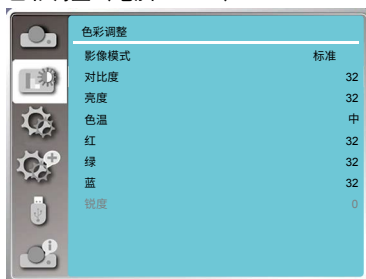 色彩调整
影像模式 标准
对比度 32
亮度 32
色温 中
红 32
绿 32
蓝 32
锐度 0